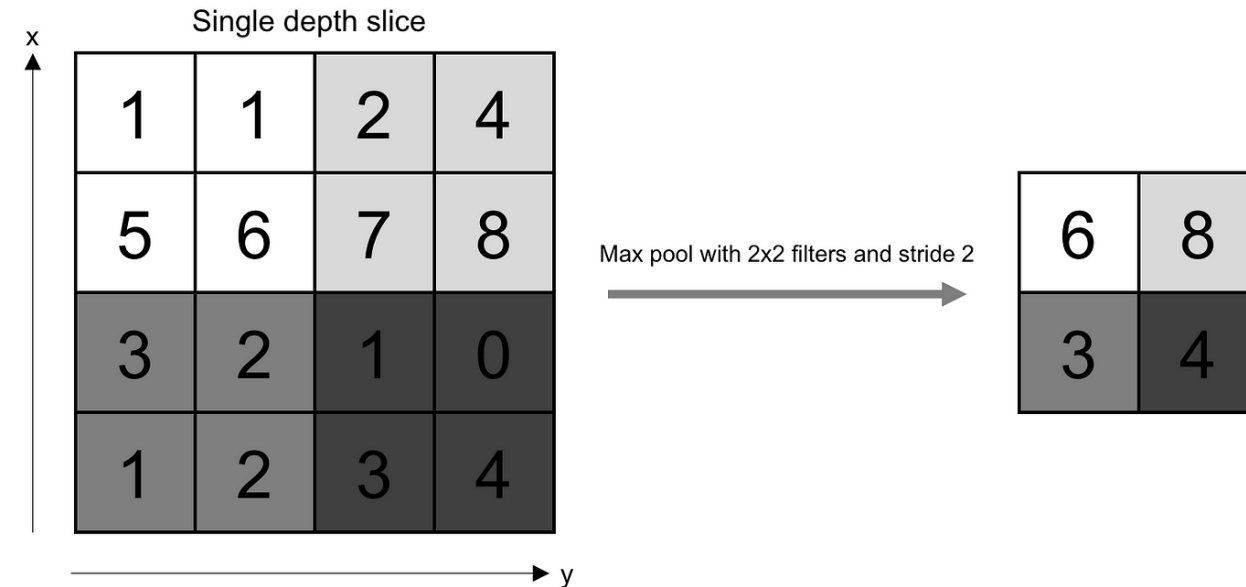 Single depth slice
x
1 1 2 4
5 6 7 8
3 2 1 0
1 2 3 4
y
Max pool with 2x2 filters and stride 2
6 8
3 4